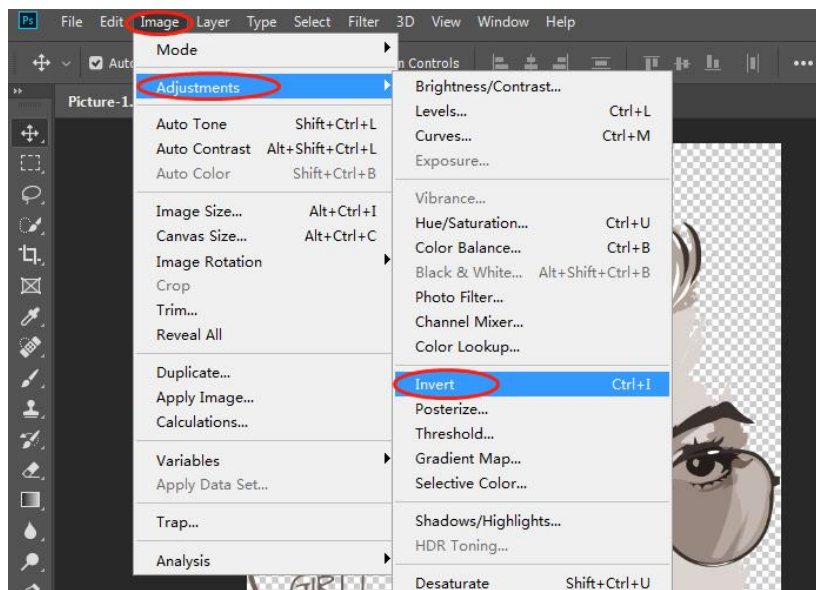 Ps File Edit Image Layer Type Select Filter 3D View Window Help
Auto
n Controls
Picture-1.
Mode
Adjustments
Auto Tone Shift+Ctrl+L
Auto Contrast Alt+Shift+Ctrl+L
Auto Color Shift+Ctrl+B
Image Size... Alt+Ctrl+I
Canvas Size... Alt+Ctrl+C
Image Rotation
Crop
Trim...
Reveal All
Duplicate...
Apply Image...
Calculations...
Variables
Apply Data Set...
Trap...
Analysis
Brightness/Contrast...
Levels... Ctrl+L
Curves... Ctrl+M
Exposure...
Vibrance...
Hue/Saturation... Ctrl+U
Color Balance... Ctrl+B
Black & White... Alt+Shift+Ctrl+B
Photo Filter...
Channel Mixer...
Color Lookup...
Invert Ctrl+I
Posterize...
Threshold...
Gradient Map...
Selective Color...
Shadows/Highlights...
HDR Toning...
Desaturate Shift+Ctrl+U